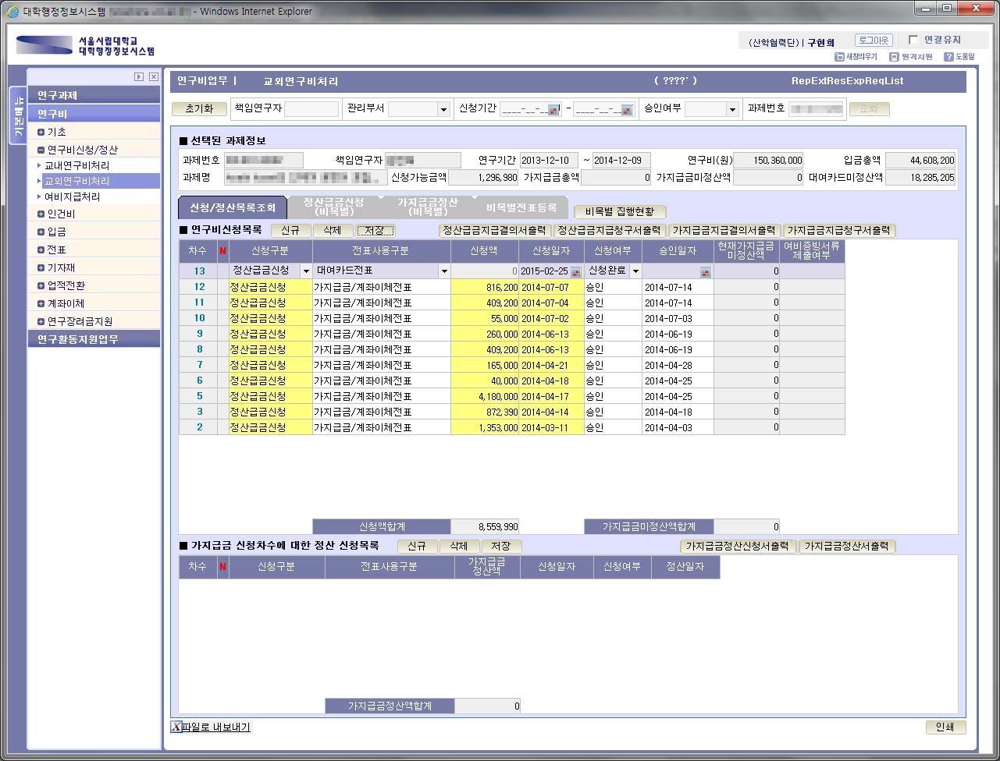 대학행정정보시스템 - Windows Internet Explorer
서울시립대학교
대학행정정보시스템
(산학협력단) | 구현희 로그아웃 연결유지
새창띄우기 원격지원 도움말
기본메뉴
연구과제
연구비
기초
연구비신청/정산
교내연구비처리
교외연구비처리
여비지급처리
인건비
입금
전표
기자재
업적전환
계좌이체
연구장려금지원
연구활동지원업무
연구비업무 | 교외연구비처리 ( ????˚ ) RepExtResExpReqList
초기화 책임연구자 관리부서 신청기간 ____-__-__ - ____-__-__ 승인여부 과제번호 조회
■ 선택된 과제정보
과제번호 책임연구자 연구기간 2013-12-10 ~ 2014-12-09 연구비(원) 150,360,000 입금총액 44,608,200
과제명 신청가능금액 1,296,980 가지급금총액 0 가지급금미정산액 0 대여카드미정산액 18,285,205
신청/정산목록조회 정산급금신청 (비목별) 가지급금정산 (비목별) 비목별전표등록 비목별 집행현황
■ 연구비신청목록 신규 삭제 저장 정산급금지급결의서출력 정산급금지급청구서출력 가지급금지급결의서출력 가지급금지급청구서출력
차수 N 신청구분 전표사용구분 신청액 신청일자 신청여부 승인일자 현재가지급금 미정산액 여비증빙서류 제출여부
13 정산급금신청 대여카드전표 0 2015-02-25 신청완료 0
12 정산급금신청 가지급금/계좌이체전표 816,200 2014-07-07 승인 2014-07-14 0
11 정산급금신청 가지급금/계좌이체전표 409,200 2014-07-04 승인 2014-07-14 0
10 정산급금신청 가지급금/계좌이체전표 55,000 2014-07-02 승인 2014-07-03 0
9 정산급금신청 가지급금/계좌이체전표 260,000 2014-06-13 승인 2014-06-19 0
8 정산급금신청 가지급금/계좌이체전표 409,200 2014-06-13 승인 2014-06-19 0
7 정산급금신청 가지급금/계좌이체전표 165,000 2014-04-21 승인 2014-04-28 0
6 정산급금신청 가지급금/계좌이체전표 40,000 2014-04-18 승인 2014-04-25 0
5 정산급금신청 가지급금/계좌이체전표 4,180,000 2014-04-17 승인 2014-04-25 0
3 정산급금신청 가지급금/계좌이체전표 872,390 2014-04-14 승인 2014-04-18 0
2 정산급금신청 가지급금/계좌이체전표 1,353,000 2014-03-11 승인 2014-04-03 0
신청액합계 8,559,990 가지급금미정산액합계 0
■ 가지급금 신청차수에 대한 정산 신청목록 신규 삭제 저장 가지급금정산신청서출력 가지급금정산서출력
차수 N 신청구분 전표사용구분 가지급금 정산액 신청일자 신청여부 정산일자
가지급금정산액합계 0
파일로 내보내기 인쇄